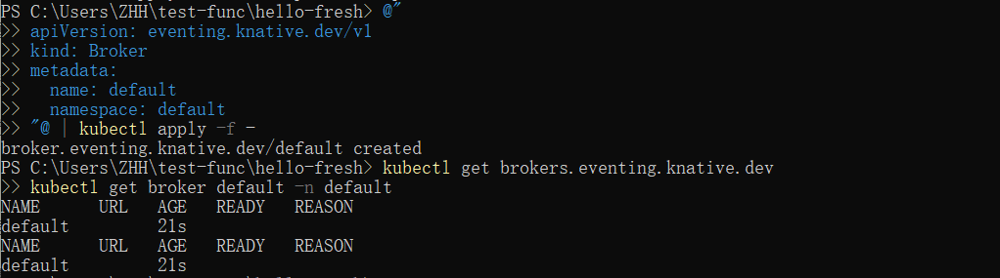 PS C:\Users\ZHH\test-func\hello-fresh> @"
>> apiVersion: eventing.knative.dev/v1
>> kind: Broker
>> metadata:
>>   name: default
>>   namespace: default
>> "@ | kubectl apply -f -
broker.eventing.knative.dev/default created
PS C:\Users\ZHH\test-func\hello-fresh> kubectl get brokers.eventing.knative.dev
>> kubectl get broker default -n default
NAME      URL   AGE   READY   REASON
default         21s
NAME      URL   AGE   READY   REASON
default         21s